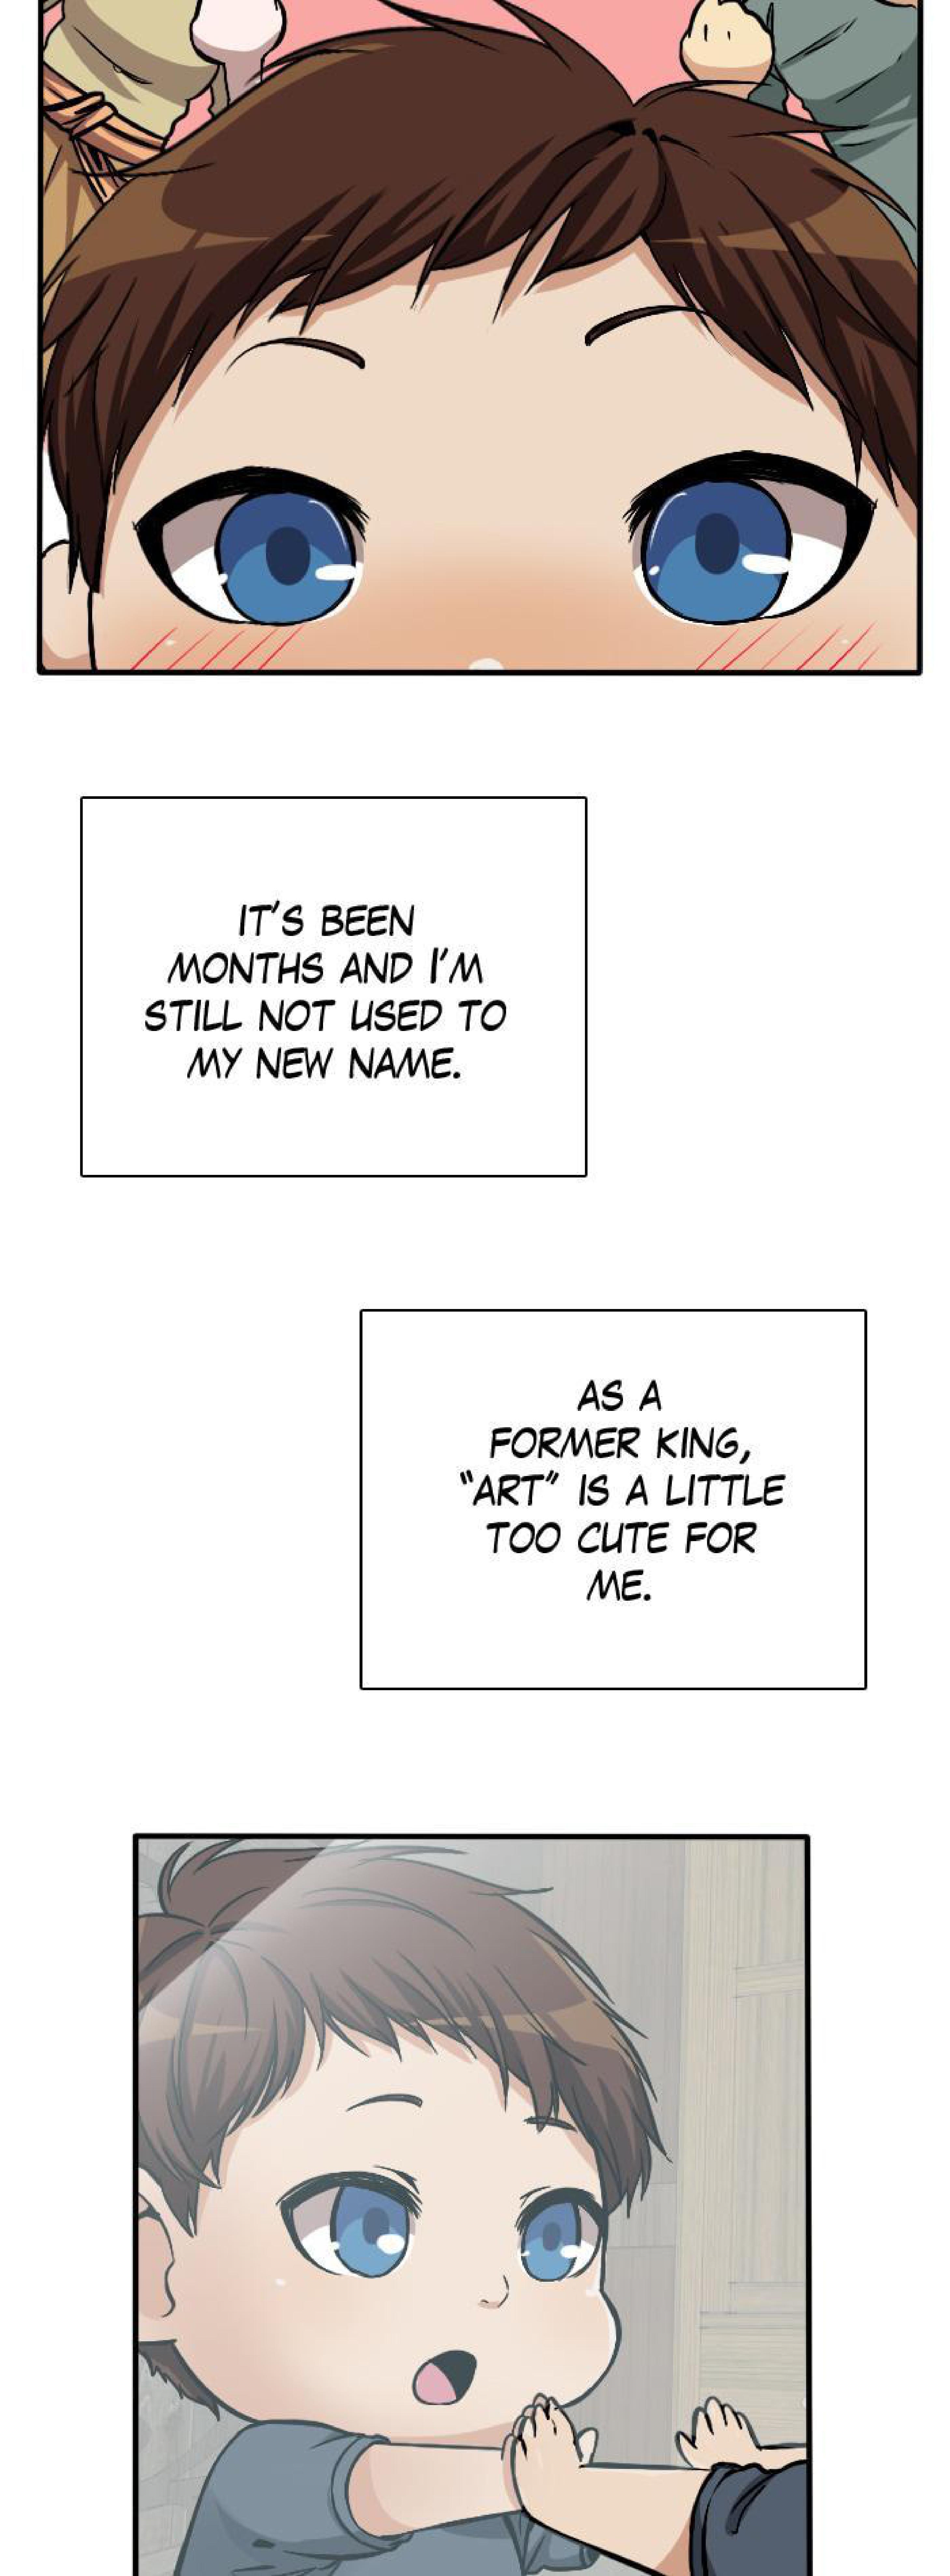 IT'S BEEN
MONTHS AND I'M
STILL NOT USED TO
MY NEW NAME.
AS A
FORMER KING,
"ART" IS A LITTLE
TOO CUTE FOR
ME.